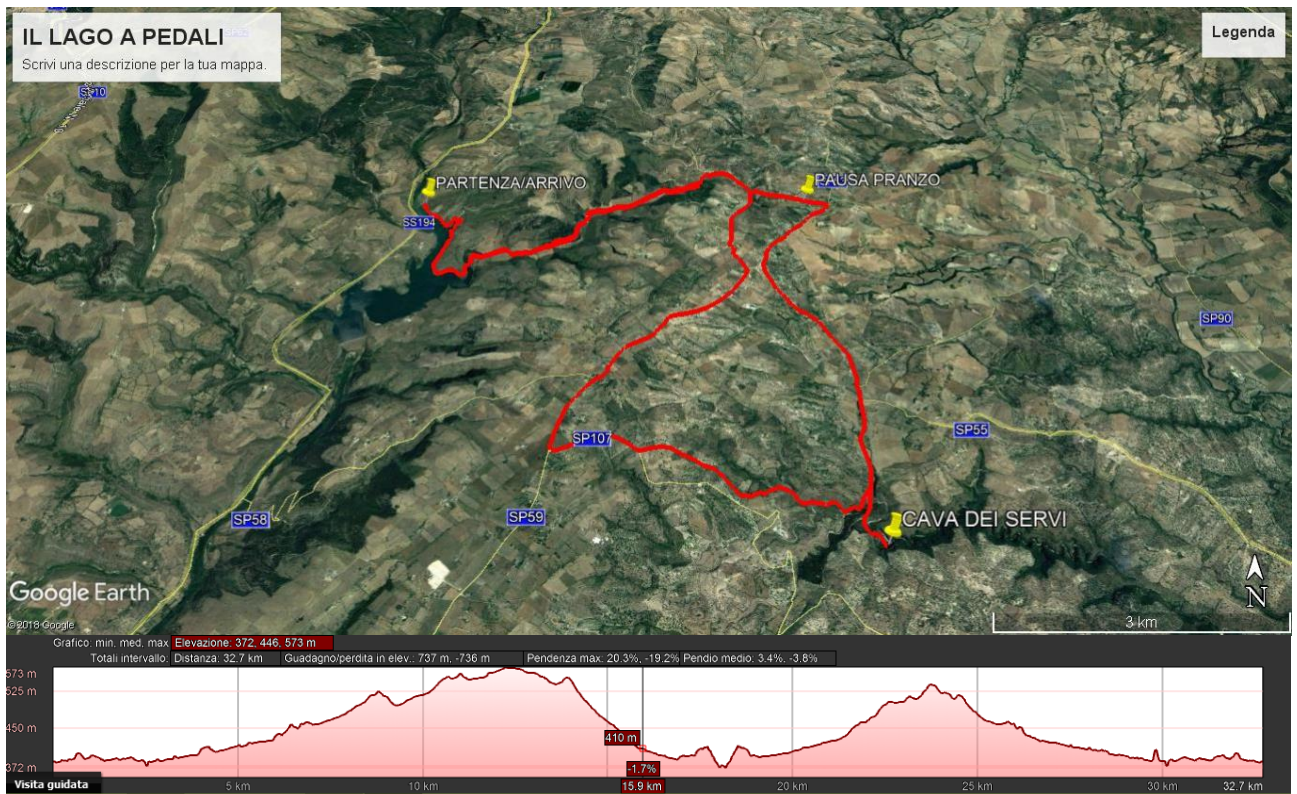 IL LAGO A PEDALI
Scrivi una descrizione per la tua mappa.
Legenda
PARTENZA/ARRIVO
PAUSA PRANZO
SS194
SP90
SP107
SP55
SP58
SP59
CAVA DEI SERVI
Google Earth
©2018 Google
N
3 km
Grafico: min. med. max Elevazione: 372, 446, 573 m
Totali intervallo: Distanza: 32.7 km Guadagno/perdita in elev.: 737 m, -736 m Pendenza max: 20.3%, -19.2% Pendio medio: 3.4%, -3.8%
573 m
525 m
450 m
410 m
372 m
-1.7%
Visita guidata
5 km 10 km 15.9 km 20 km 25 km 30 km 32.7 km